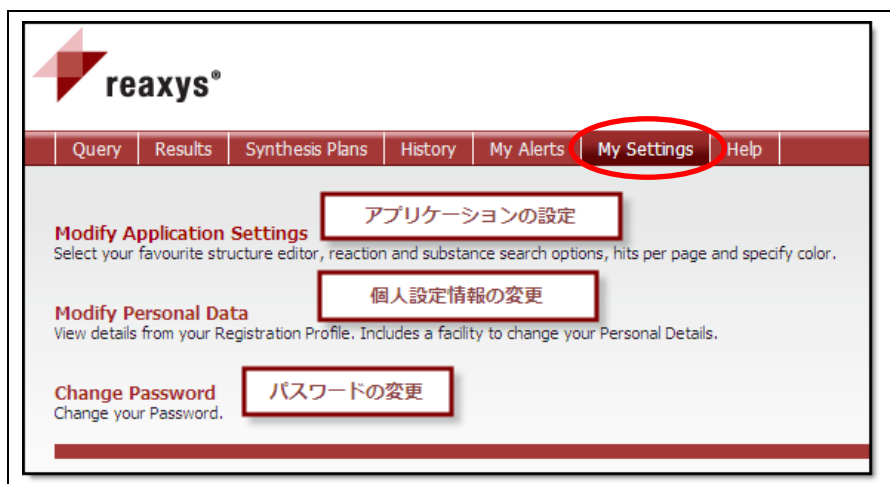 reaxys®
Query Results Synthesis Plans History My Alerts My Settings Help
アプリケーションの設定
Modify Application Settings
Select your favourite structure editor, reaction and substance search options, hits per page and specify color.
個人設定情報の変更
Modify Personal Data
View details from your Registration Profile. Includes a facility to change your Personal Details.
Change Password パスワードの変更
Change your Password.